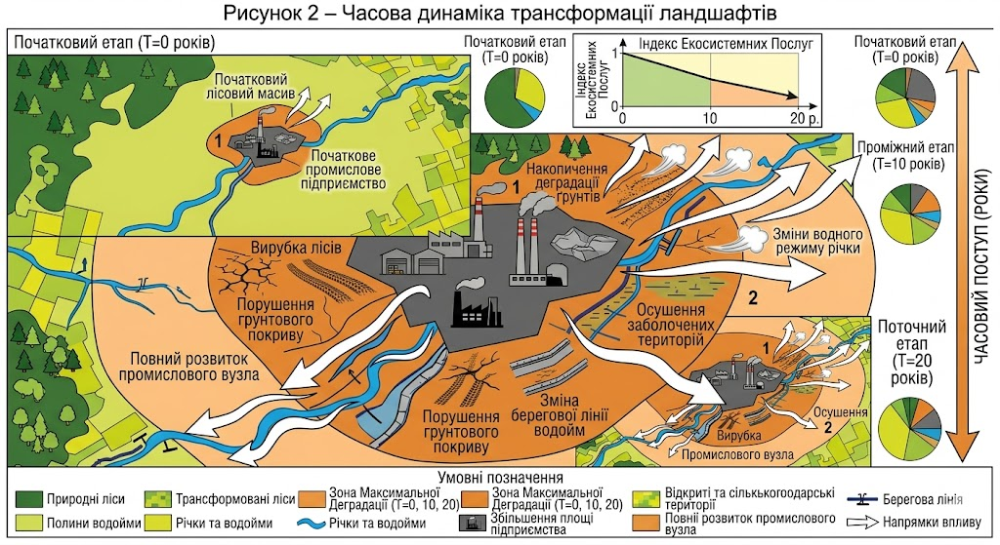 Рисунок 2 – Часова динаміка трансформації ландшафтів
Початковий етап (T=0 років)
Початковий
лісовий масив
1
Початкове
промислове
підприємство
Початковий етап
(T=0 років)
Індекс Екосистемних Послуг
Індекс
Екосистемних
Послуг
1
0
0
10
20 р.
Початковий етап
(T=0 років)
Проміжний етап
(T=10 років)
Поточний
етап
(T=20
років)
ЧАСОВИЙ ПОСТУП (РОКИ)
1
Накопичення
деградації
ґрунтів
Зміни водного
режиму річки
2
Вирубка лісів
Порушення
грунтового
покриву
Повний розвиток
промислового вузла
Осушення
заболочених
територій
Порушення
грунтового
покриву
Зміна
берегової лінії
водойм
1
Осушення
2
Вирубка
Промислового вузла
Умовні позначення
Природні ліси
Трансформовані ліси
Зона Максимальної
Деградації (T=0, 10, 20)
Зона Максимальної
Деградації (T=0, 10, 20)
Відкриті та сількькогоодарські
території
Берегова лінія
Полини водойми
Річки та водойми
Річки та водойми
Збільшення площі
підприємства
Повнії розвиток промислового
вузла
Напрямки впливу